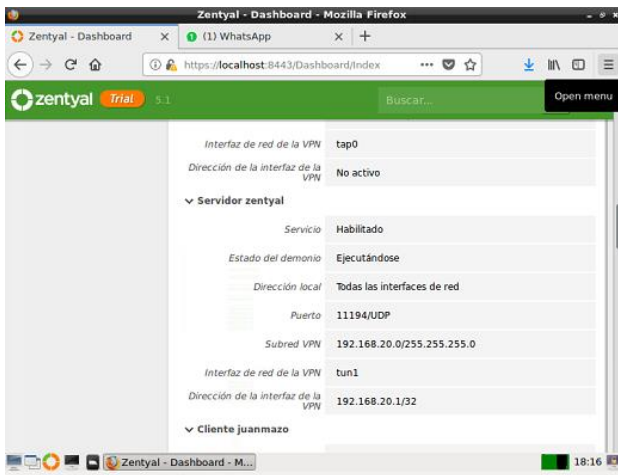 Zentyal - Dashboard - Mozilla Firefox
Zentyal - Dashboard
(1) WhatsApp
https://localhost:8443/Dashboard/Index
zentyal Trial 5.1 Buscar...
Open menu
Interfaz de red de la VPN tap0
Dirección de la interfaz de la VPN No activo
Servidor zentyal
Servicio Habilitado
Estado del demonio Ejecutándose
Dirección local Todas las interfaces de red
Puerto 11194/UDP
Subred VPN 192.168.20.0/255.255.255.0
Interfaz de red de la VPN tun1
Dirección de la interfaz de la VPN 192.168.20.1/32
Cliente juanmazo
Zentyal - Dashboard - M...
18:16